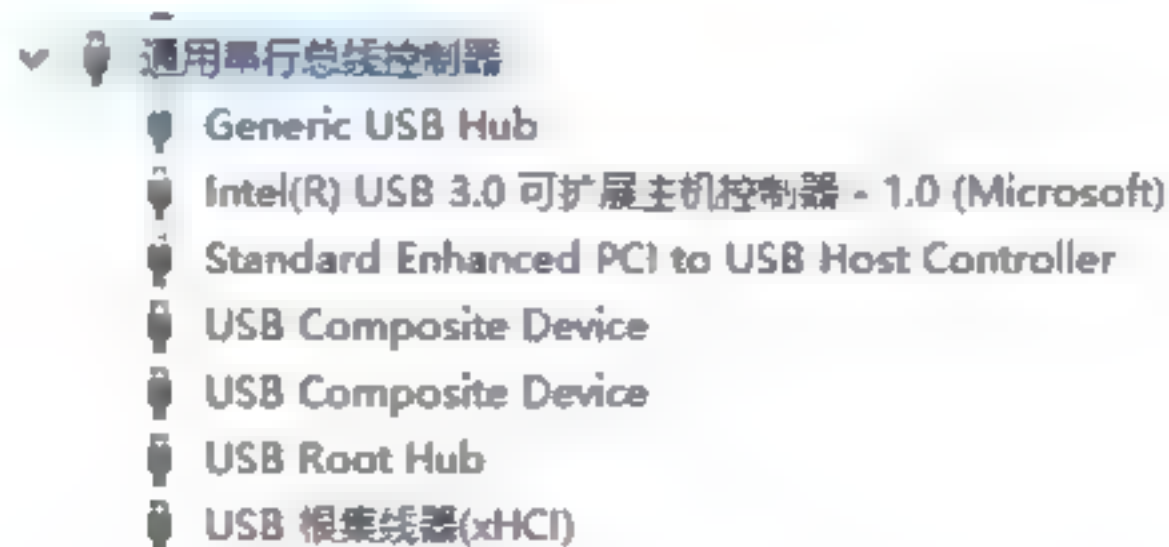 通用串行总线控制器
Generic USB Hub
Intel(R) USB 3.0 可扩展主机控制器 - 1.0 (Microsoft)
Standard Enhanced PCI to USB Host Controller
USB Composite Device
USB Composite Device
USB Root Hub
USB 根集线器(xHCI)